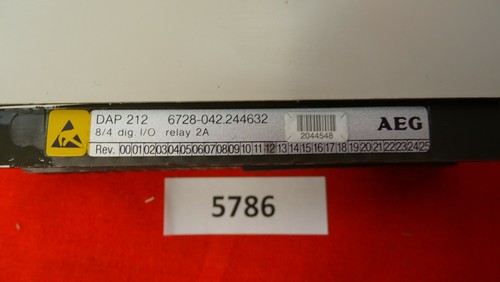 DAP 212 6728-042.244632
8/4 dig. I/O relay 2A
2044548
AEG
Rev. 00 01 02 03 04 05 06 07 08 09 10 11 12 13 14 15 16 17 18 19 20 21 22 23 24 25
5786